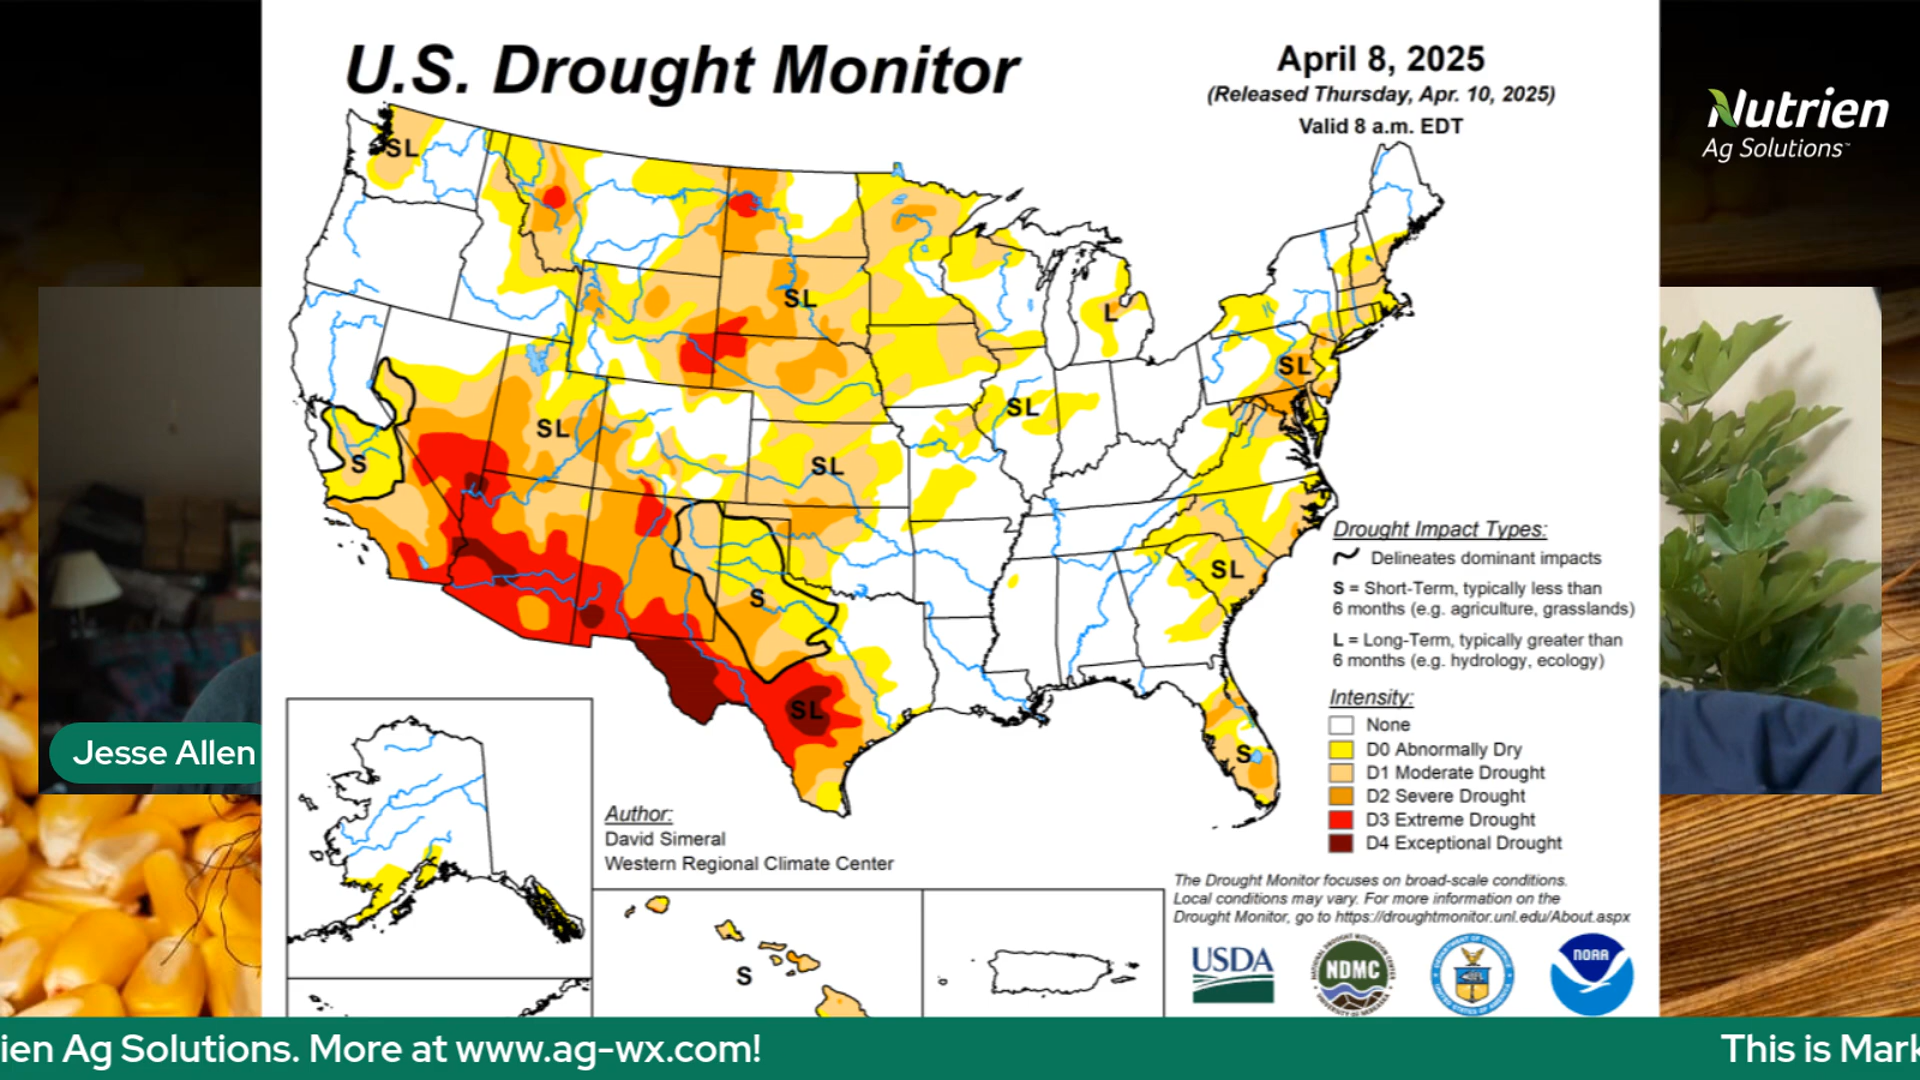 U.S. Drought Monitor
April 8, 2025
(Released Thursday, Apr. 10, 2025)
Valid 8 a.m. EDT
Nutrien
Ag Solutions™
SL
SL
L
SL
SL
SL
S
SL
SL
S
SL
S
S
Drought Impact Types:
Delineates dominant impacts
S = Short-Term, typically less than
6 months (e.g. agriculture, grasslands)
L = Long-Term, typically greater than
6 months (e.g. hydrology, ecology)
Intensity:
None
D0 Abnormally Dry
D1 Moderate Drought
D2 Severe Drought
D3 Extreme Drought
D4 Exceptional Drought
Jesse Allen
Author:
David Simeral
Western Regional Climate Center
The Drought Monitor focuses on broad-scale conditions.
Local conditions may vary. For more information on the
Drought Monitor, go to https://droughtmonitor.unl.edu/About.aspx
USDA
NDMC
NOAA
ien Ag Solutions. More at www.ag-wx.com!
This is Mark